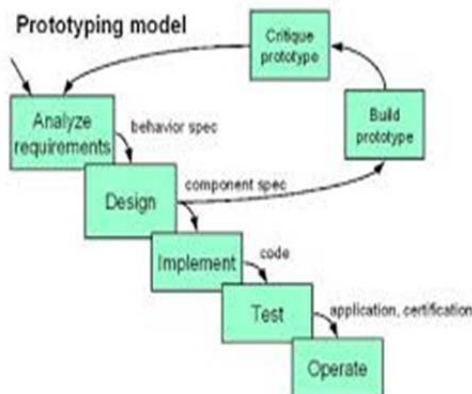 Prototyping model
Critique
prototype
Analyze
requirements
behavior spec
Build
prototype
Design
component spec
Implement
code
Test
application, certification
Operate